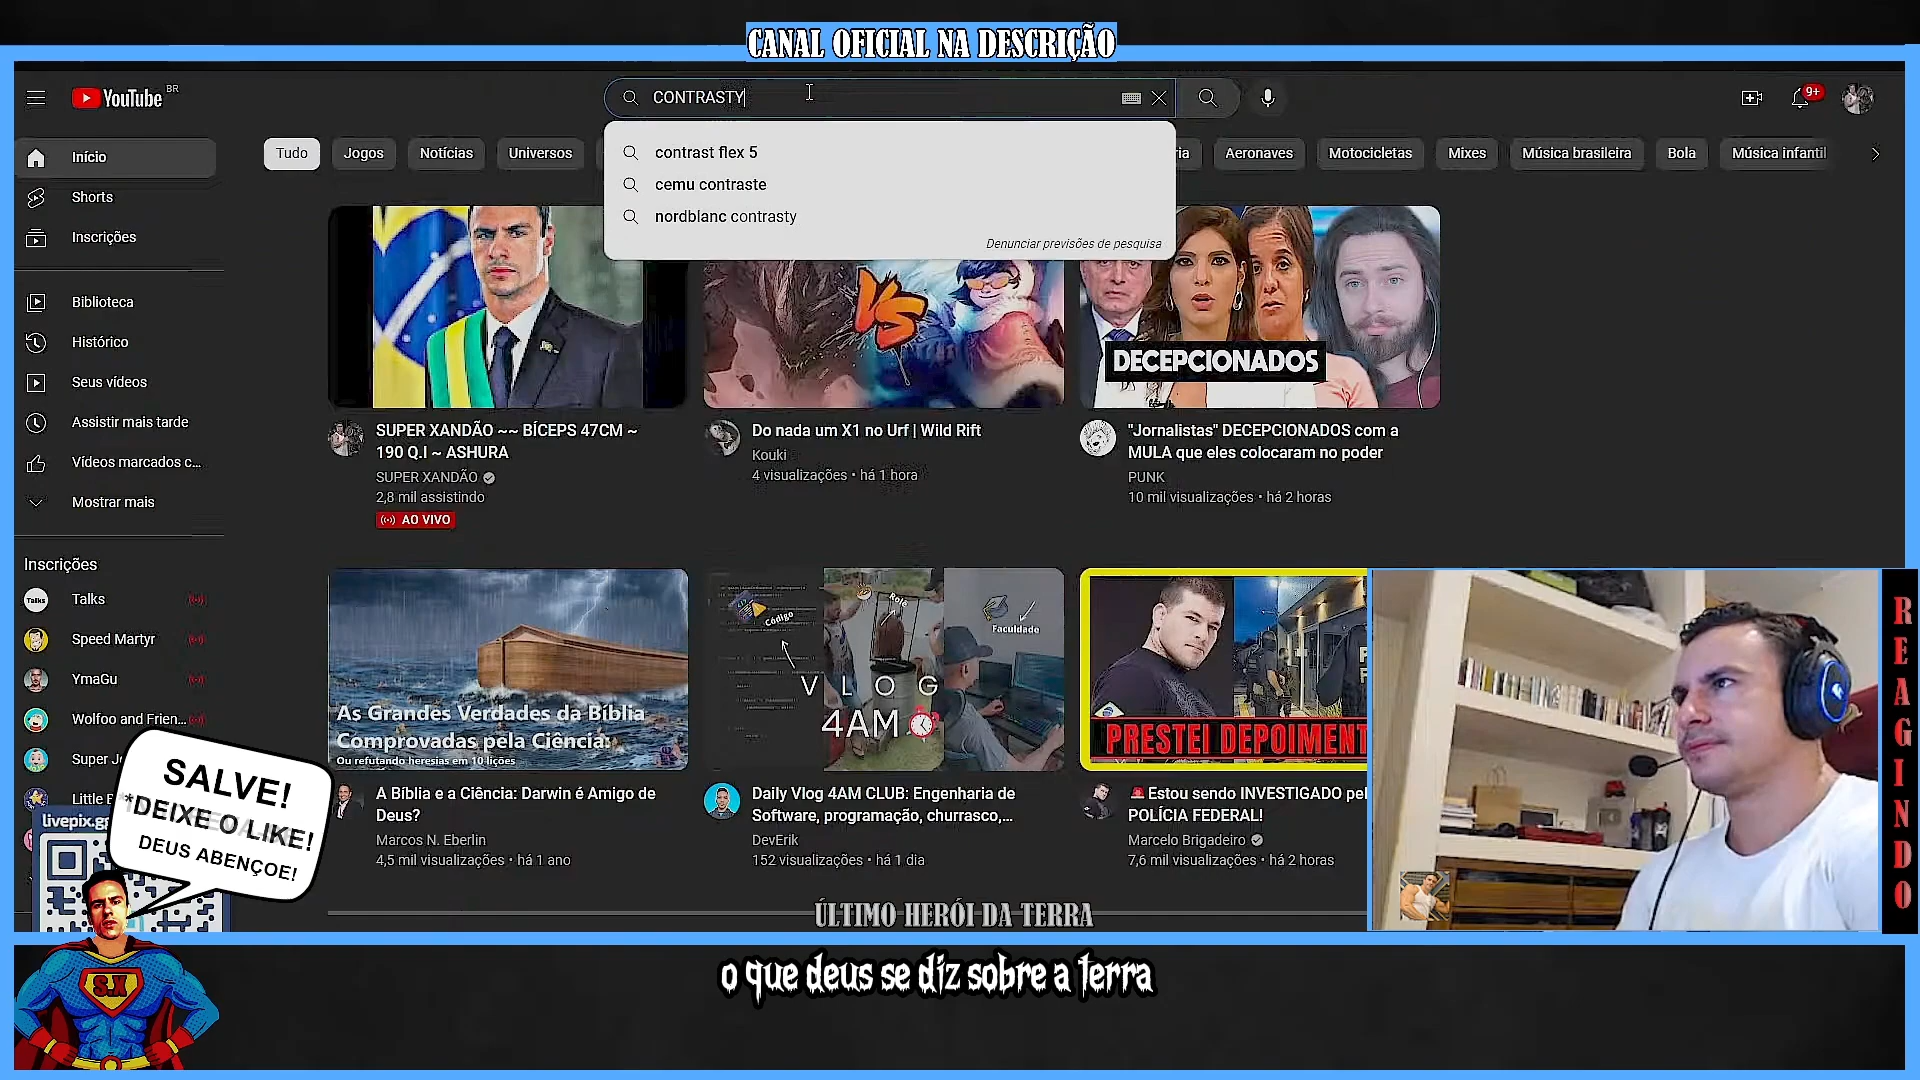 CANAL OFICIAL NA DESCRIÇÃO
YouTube BR
CONTRASTY
9+
contrast flex 5
cemu contraste
nordblanc contrasty
Denunciar previsões de pesquisa
Tudo
Jogos
Notícias
Universos
ria
Aeronaves
Motocicletas
Mixes
Música brasileira
Bola
Música infantil
Início
Shorts
Inscrições
Biblioteca
Histórico
Seus vídeos
Assistir mais tarde
Vídeos marcados c...
Mostrar mais
Inscrições
Talks
Talks
Speed Martyr
YmaGu
Wolfoo and Frien...
Super Jo
Little B
VS
DECEPCIONADOS
SUPER XANDÃO ~~ BÍCEPS 47CM ~
190 Q.I ~ ASHURA
SUPER XANDÃO
2,8 mil assistindo
AO VIVO
Do nada um X1 no Urf | Wild Rift
Kouki
4 visualizações • há 1 hora
"Jornalistas" DECEPCIONADOS com a
MULA que eles colocaram no poder
PUNK
10 mil visualizações • há 2 horas
As Grandes Verdades da Bíblia
Comprovadas pela Ciência:
Ou refutando heresias em 10 lições
Código
Rolê
Faculdade
VLOG
4AM
PRESTEI DEPOIMENT
A Bíblia e a Ciência: Darwin é Amigo de
Deus?
Marcos N. Eberlin
4,5 mil visualizações • há 1 ano
Daily Vlog 4AM CLUB: Engenharia de
Software, programação, churrasco,...
DevErik
152 visualizações • há 1 dia
Estou sendo INVESTIGADO pel
POLÍCIA FEDERAL!
Marcelo Brigadeiro
7,6 mil visualizações • há 2 horas
REAGINDO
livepix.gg
SALVE!
*DEIXE O LIKE!
DEUS ABENÇOE!
S.X
ÚLTIMO HERÓI DA TERRA
o que deus se diz sobre a terra